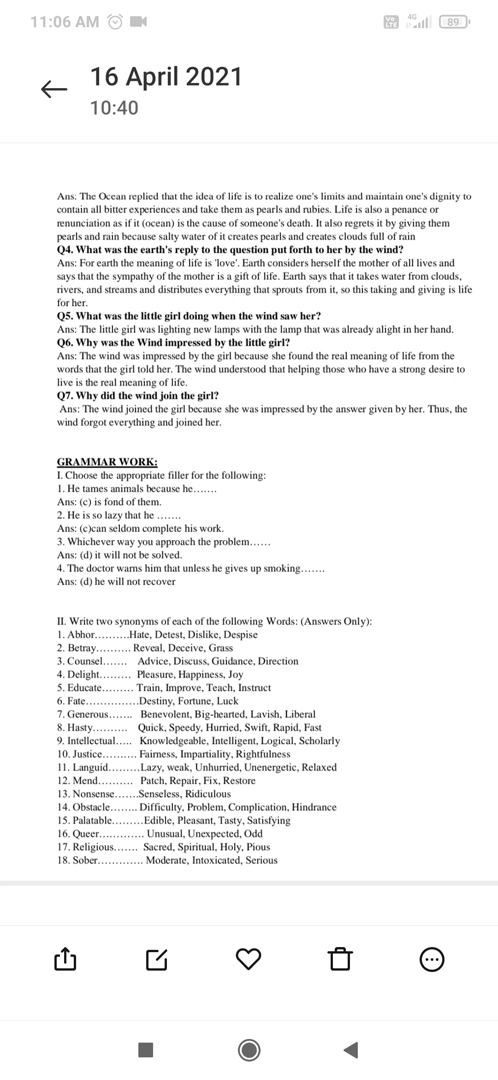 11:06 AM
Vo LTE 4G 89
16 April 2021
10:40
Ans: The Ocean replied that the idea of life is to realize one's limits and maintain one's dignity to
contain all bitter experiences and take them as pearls and rubies. Life is also a penance or
renunciation as if it (ocean) is the cause of someone's death. It also regrets it by giving them
pearls and rain because salty water of it creates pearls and creates clouds full of rain
Q4. What was the earth's reply to the question put forth to her by the wind?
Ans: For earth the meaning of life is 'love'. Earth considers herself the mother of all lives and
says that the sympathy of the mother is a gift of life. Earth says that it takes water from clouds,
rivers, and streams and distributes everything that sprouts from it, so this taking and giving is life
for her.
Q5. What was the little girl doing when the wind saw her?
Ans: The little girl was lighting new lamps with the lamp that was already alight in her hand.
Q6. Why was the Wind impressed by the little girl?
Ans: The wind was impressed by the girl because she found the real meaning of life from the
words that the girl told her. The wind understood that helping those who have a strong desire to
live is the real meaning of life.
Q7. Why did the wind join the girl?
Ans: The wind joined the girl because she was impressed by the answer given by her. Thus, the
wind forgot everything and joined her.
GRAMMAR WORK:
I. Choose the appropriate filler for the following:
1. He tames animals because he…….
Ans: (c) is fond of them.
2. He is so lazy that he …….
Ans: (c)can seldom complete his work.
3. Whichever way you approach the problem……
Ans: (d) it will not be solved.
4. The doctor warns him that unless he gives up smoking…….
Ans: (d) he will not recover
II. Write two synonyms of each of the following Words: (Answers Only):
1. Abhor……….Hate, Detest, Dislike, Despise
2. Betray………. Reveal, Deceive, Grass
3. Counsel……. Advice, Discuss, Guidance, Direction
4. Delight……… Pleasure, Happiness, Joy
5. Educate……… Train, Improve, Teach, Instruct
6. Fate……………Destiny, Fortune, Luck
7. Generous……. Benevolent, Big-hearted, Lavish, Liberal
8. Hasty………. Quick, Speedy, Hurried, Swift, Rapid, Fast
9. Intellectual…. Knowledgeable, Intelligent, Logical, Scholarly
10. Justice………. Fairness, Impartiality, Rightfulness
11. Languid………Lazy, weak, Unhurried, Unenergetic, Relaxed
12. Mend………. Patch, Repair, Fix, Restore
13. Nonsense…….Senseless, Ridiculous
14. Obstacle…….. Difficulty, Problem, Complication, Hindrance
15. Palatable………Edible, Pleasant, Tasty, Satisfying
16. Queer…………. Unusual, Unexpected, Odd
17. Religious……. Sacred, Spiritual, Holy, Pious
18. Sober…………. Moderate, Intoxicated, Serious